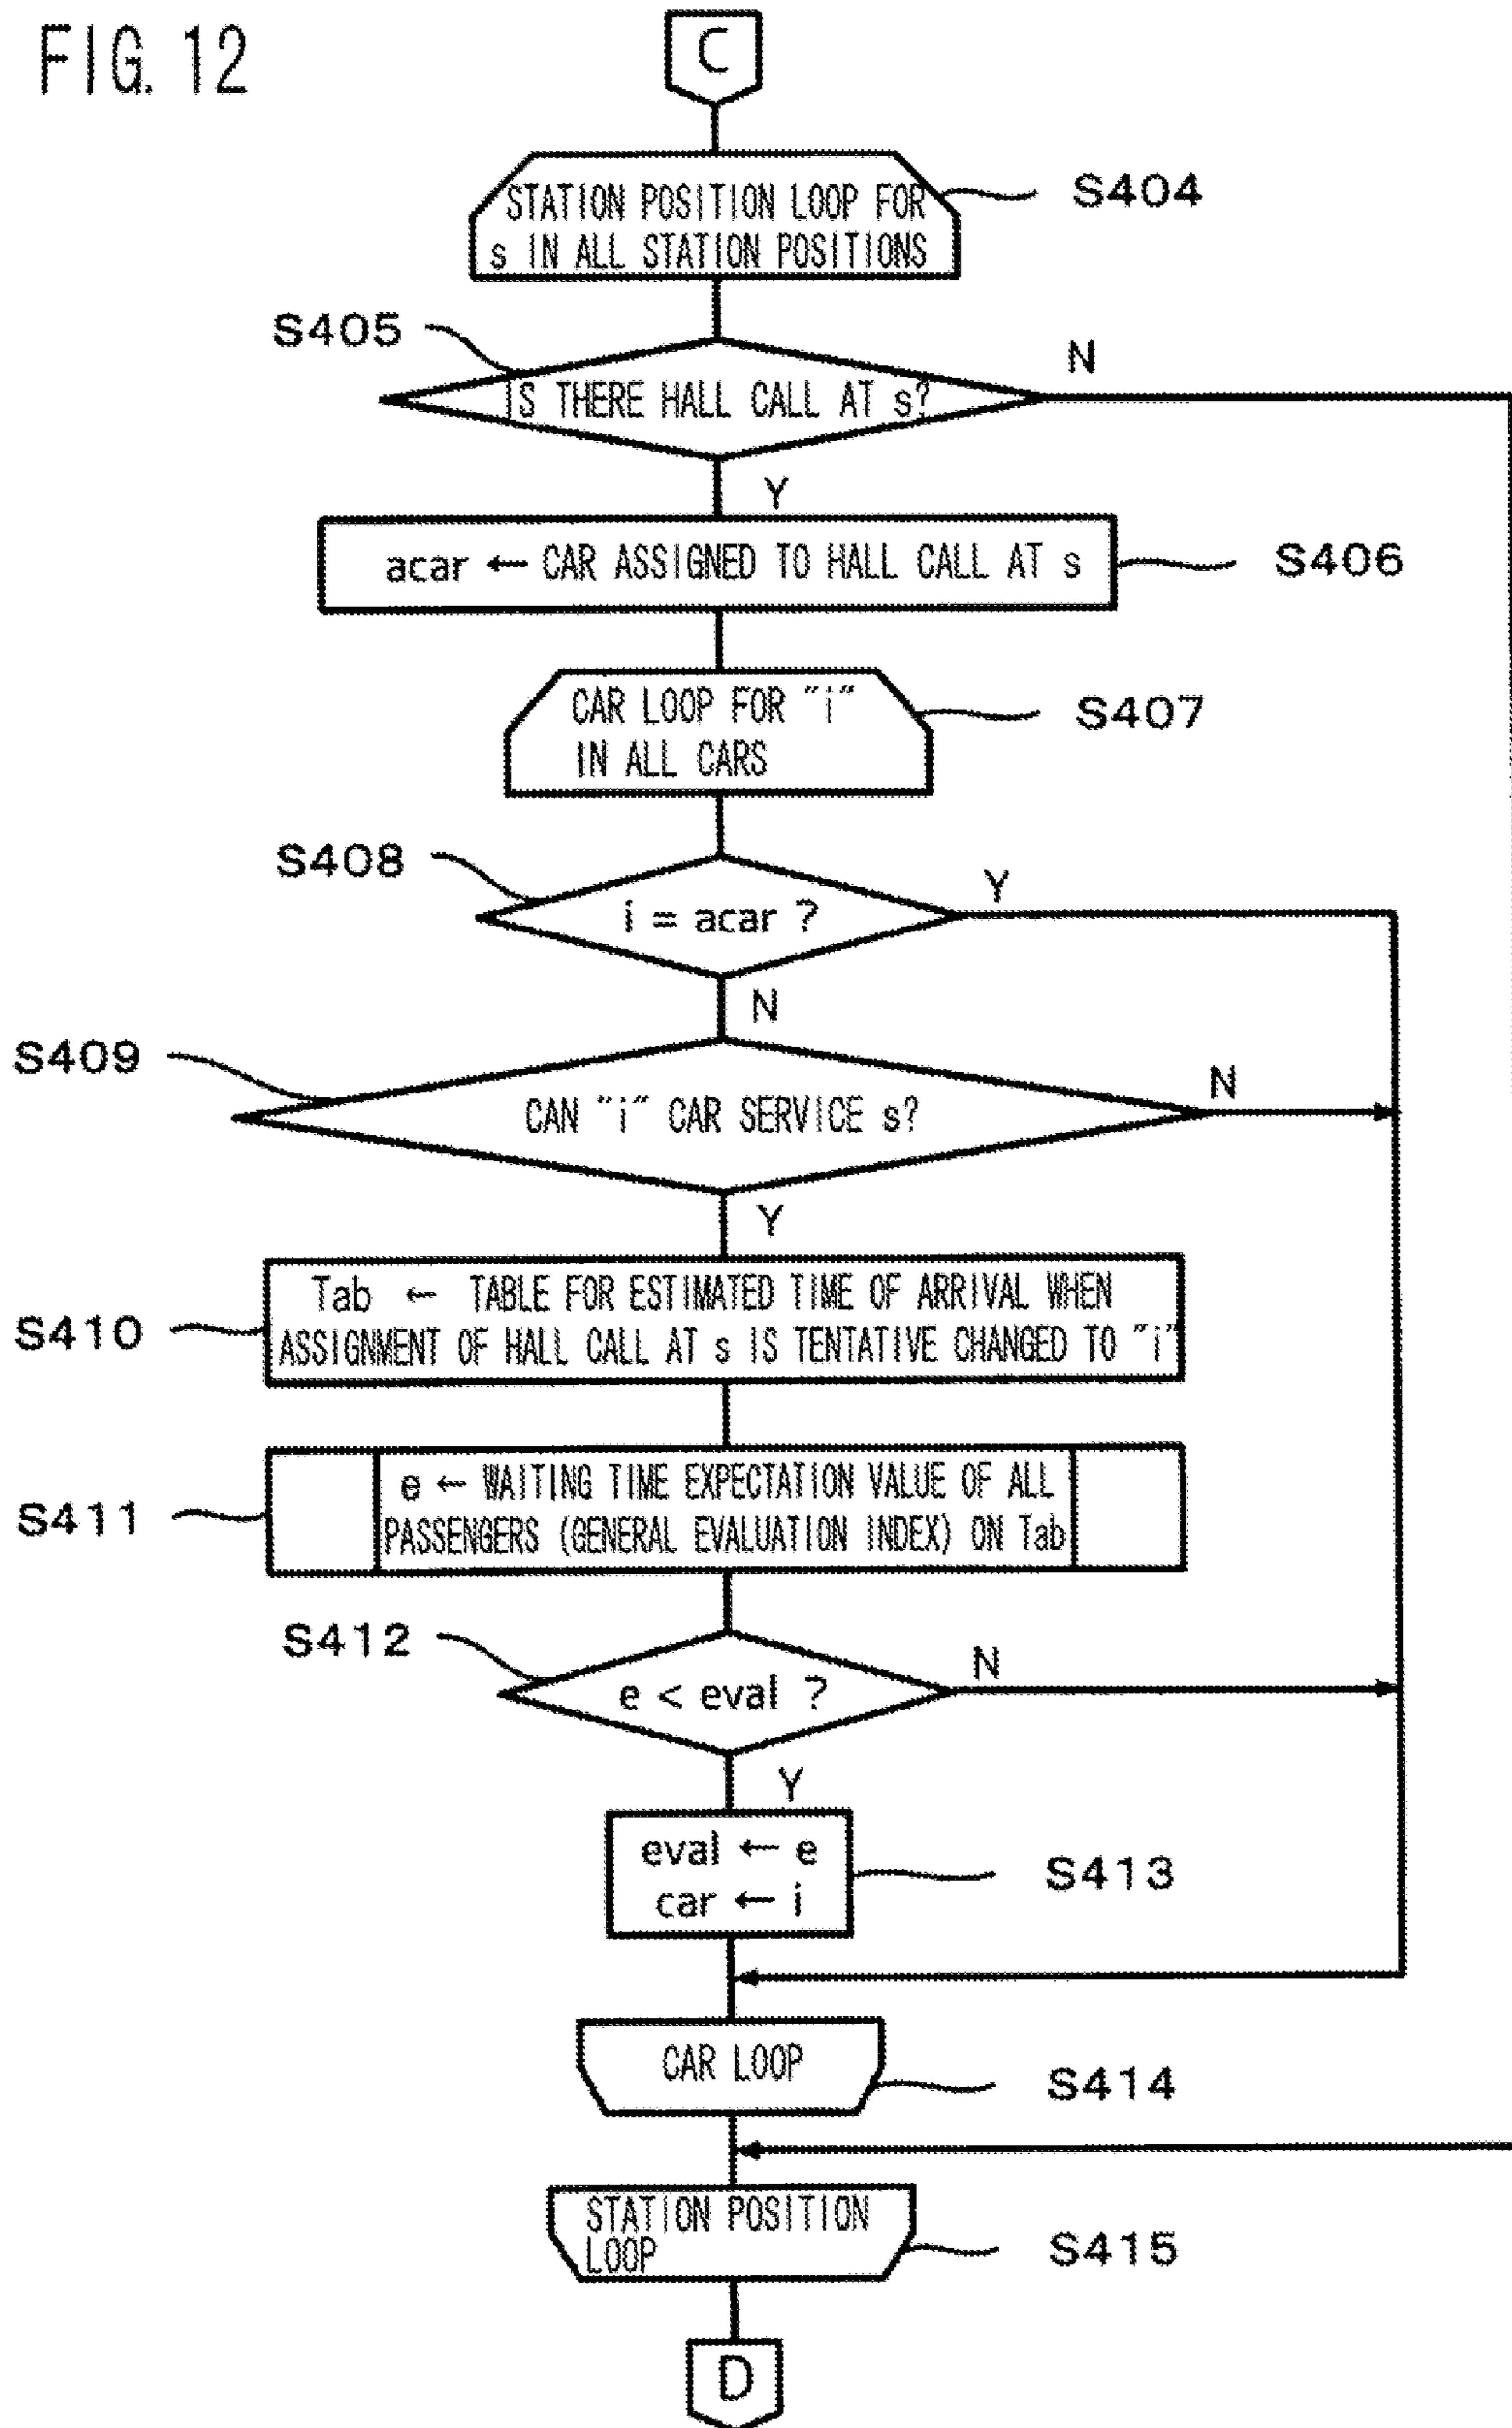 FIG. 12
C
STATION POSITION LOOP FOR
s IN ALL STATION POSITIONS
S404
S405
IS THERE HALL CALL AT s?
N
Y
acar ← CAR ASSIGNED TO HALL CALL AT s
S406
CAR LOOP FOR "i"
IN ALL CARS
S407
S408
i = acar ?
Y
N
S409
CAN "i" CAR SERVICE s?
N
Y
Tab ← TABLE FOR ESTIMATED TIME OF ARRIVAL WHEN
ASSIGNMENT OF HALL CALL AT s IS TENTATIVE CHANGED TO "i"
S410
e ← WAITING TIME EXPECTATION VALUE OF ALL
PASSENGERS (GENERAL EVALUATION INDEX) ON Tab
S411
S412
e < eval ?
N
Y
eval ← e
car ← i
S413
CAR LOOP
S414
STATION POSITION
LOOP
S415
D